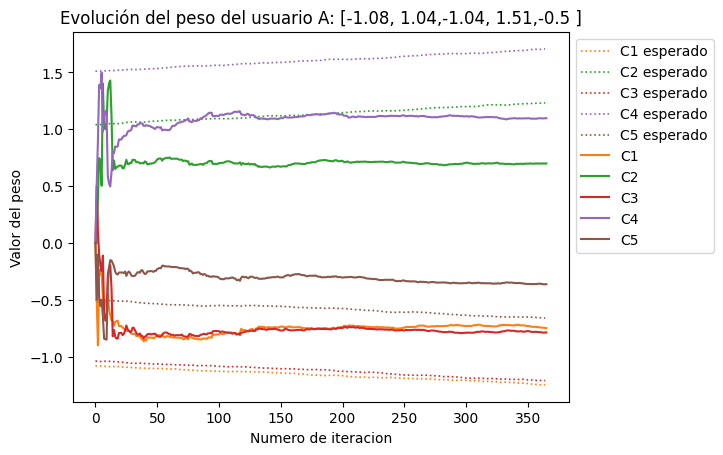 Evolución del peso del usuario A: [-1.08, 1.04,-1.04, 1.51,-0.5 ]
Valor del peso
1.5
1.0
0.5
0.0
−0.5
−1.0
0 50 100 150 200 250 300 350
Numero de iteracion
C1 esperado
C2 esperado
C3 esperado
C4 esperado
C5 esperado
C1
C2
C3
C4
C5